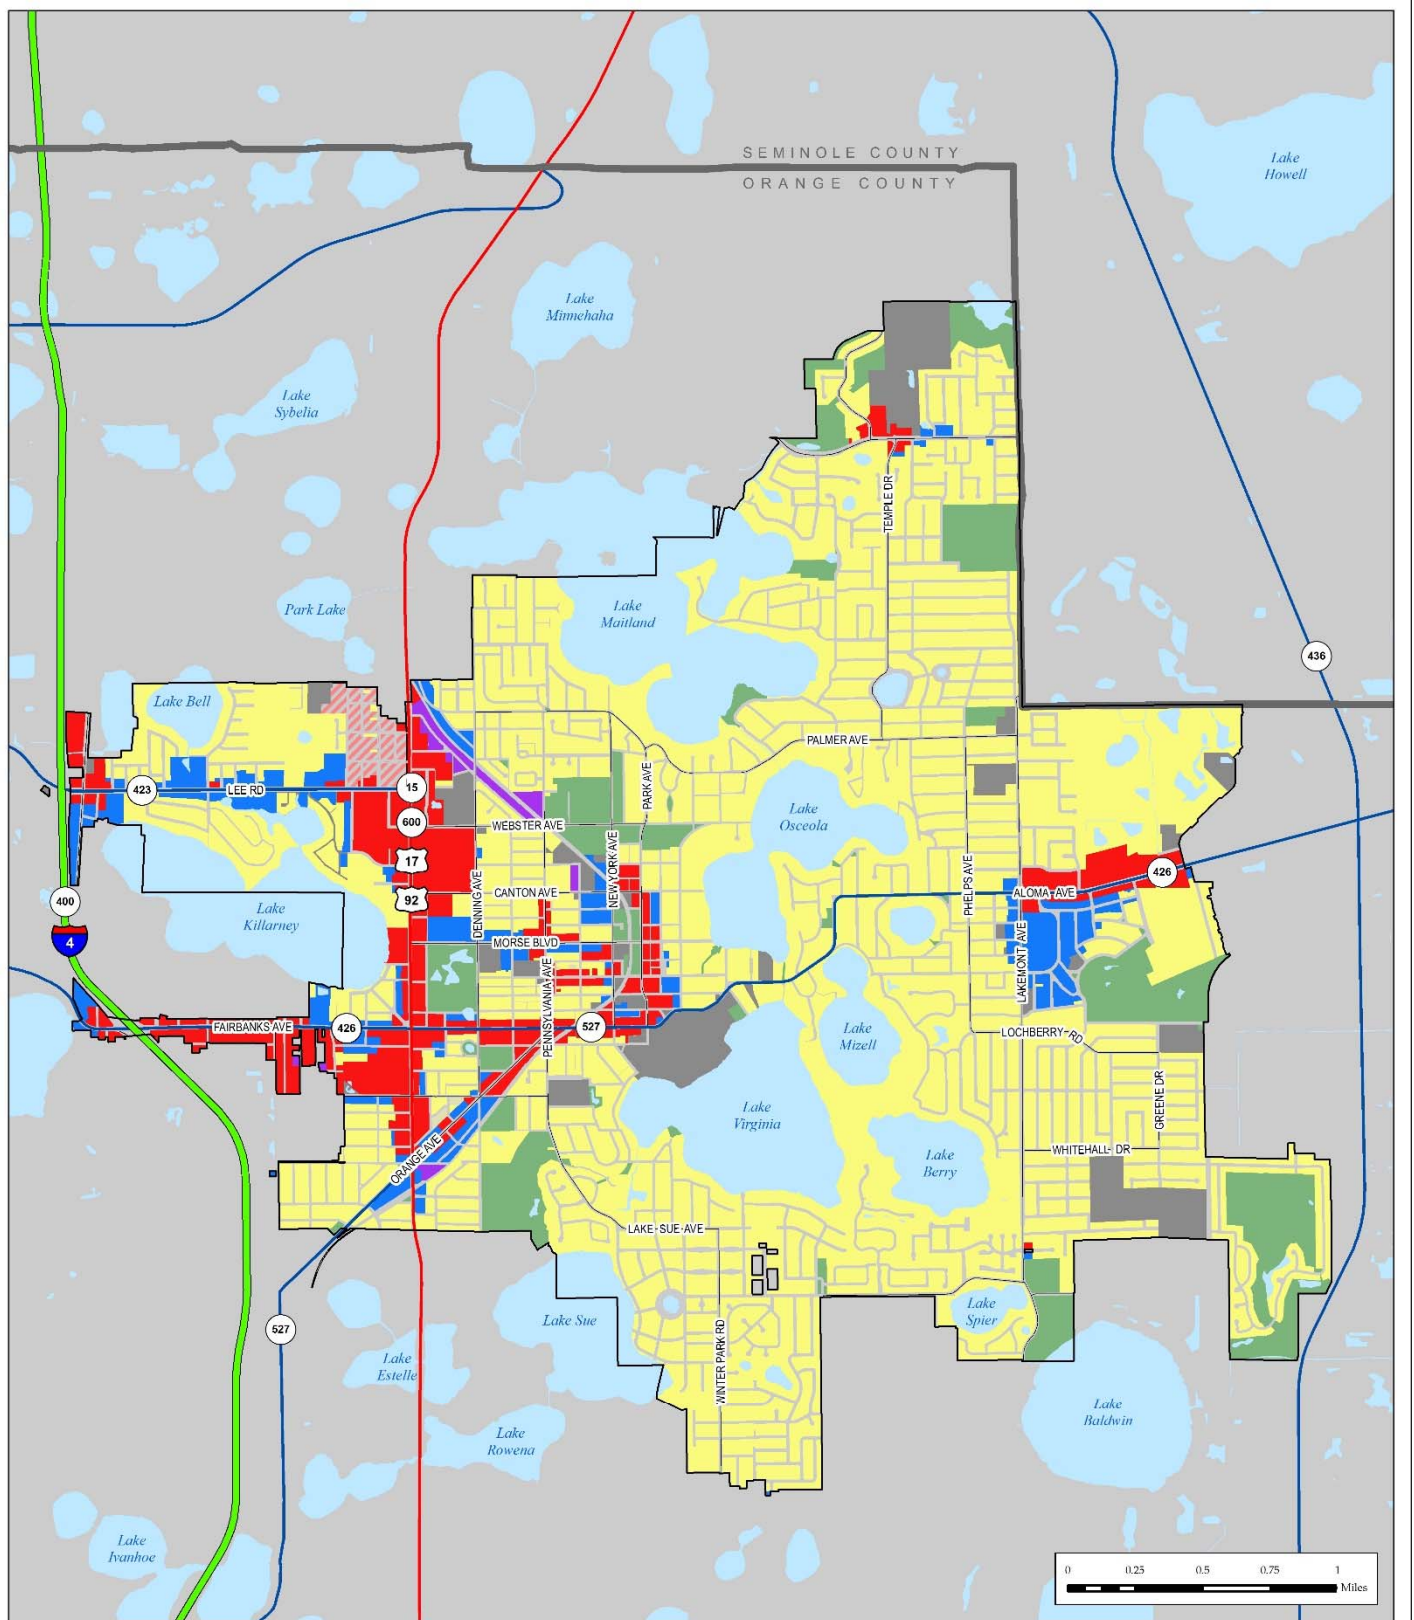 SEMINOLE COUNTY
ORANGE COUNTY
Lake
Howell
Lake
Minnehaha
Lake
Sybelia
TEMPLE DR
Park Lake
Lake
Maitland
436
Lake Bell
PALMER AVE
423
LEE RD
15
PARK AVE
Lake
Osceola
600
WEBSTER AVE
17
NEW YORK AVE
PHELPS AVE
426
400
92
DENNING AVE
CANTON AVE
ALOMA AVE
Lake
Killarney
4
MORSE BLVD
LAKEMONT AVE
PENNSYLVANIA AVE
FAIRBANKS AVE
426
527
Lake
Mizell
LOCHBERRY RD
Lake
Virginia
GREENE DR
ORANGE AVE
WHITEHALL DR
Lake
Berry
LAKE SUE AVE
Lake
Spier
Lake Sue
527
WINTER PARK RD
Lake
Estelle
Lake
Baldwin
Lake
Rowena
Lake
Ivanhoe
0 0.25 0.5 0.75 1
Miles